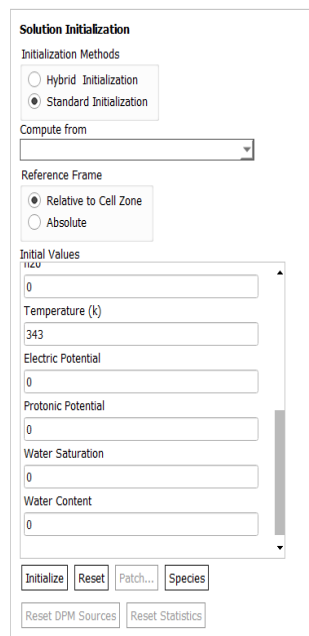 Solution Initialization
Initialization Methods
Hybrid Initialization
Standard Initialization
Compute from
Reference Frame
Relative to Cell Zone
Absolute
Initial Values
h2o
0
Temperature (k)
343
Electric Potential
0
Protonic Potential
0
Water Saturation
0
Water Content
0
Initialize Reset Patch... Species
Reset DPM Sources Reset Statistics